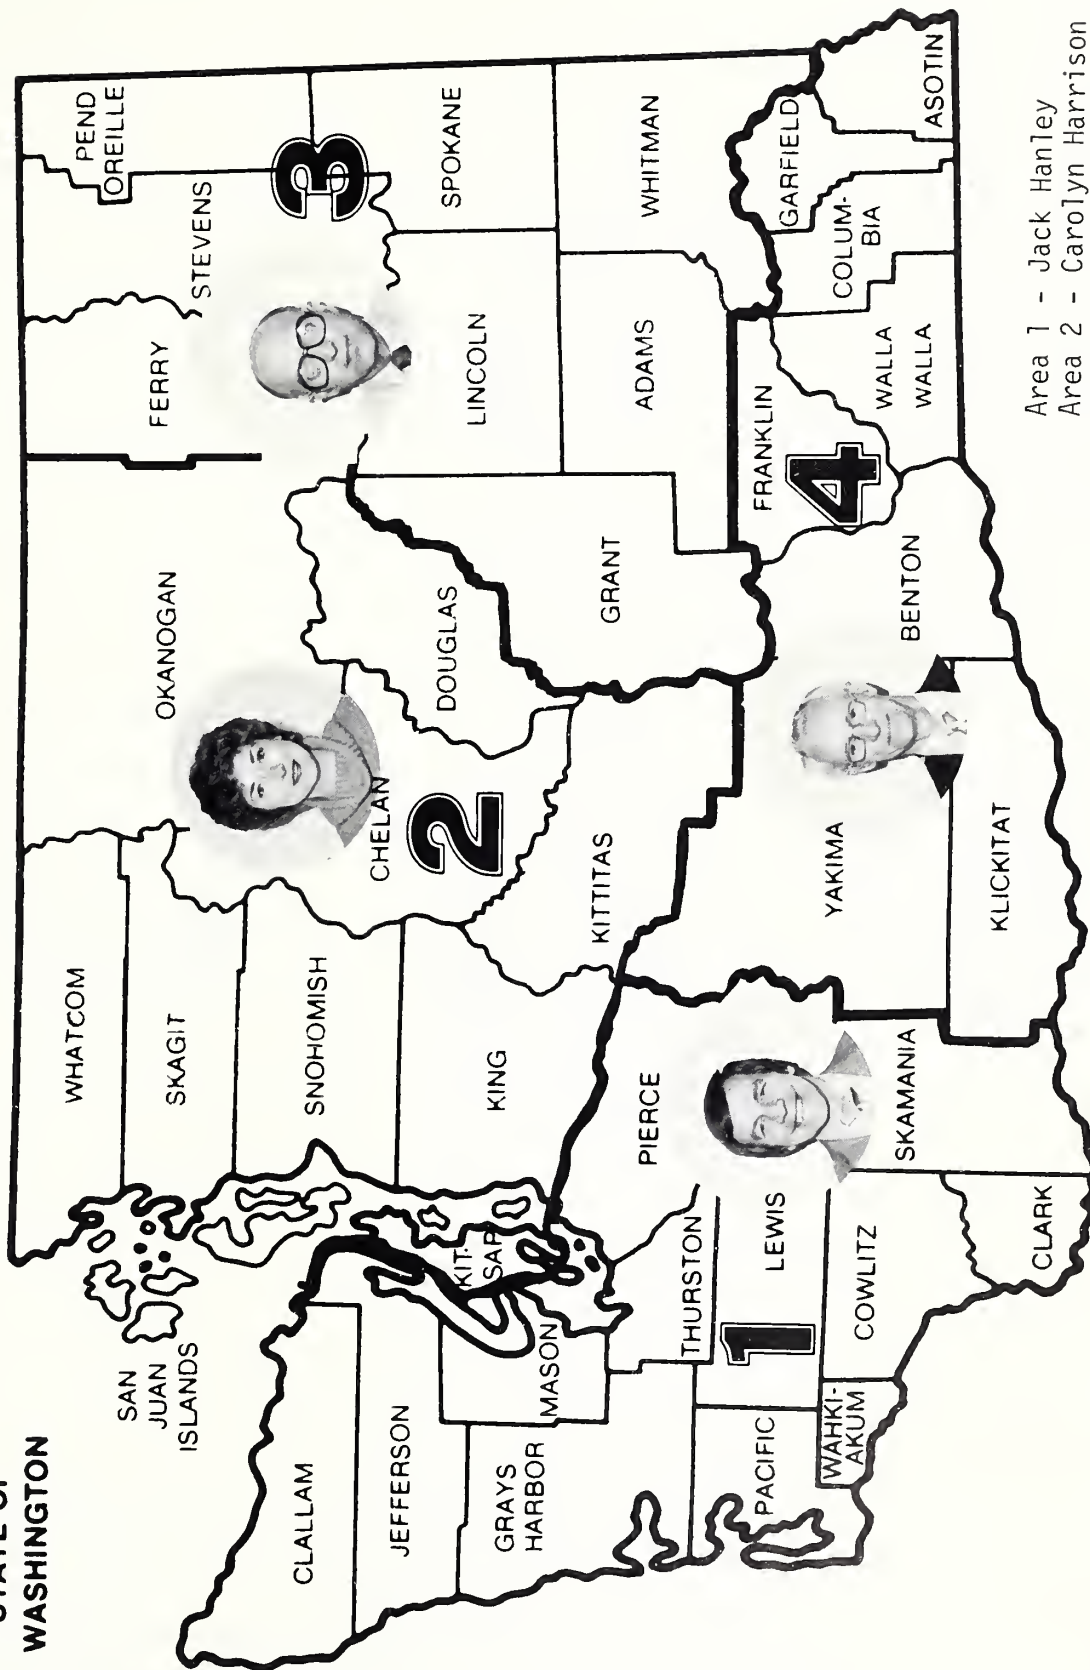 WASHINGTON
SAN
JUAN
ISLANDS
WHATCOM
OKANOGAN
FERRY
STEVENS
PEND
OREILLE
3
SKAGIT
CLALLAM
SNOHOMISH
CHELAN
2
DOUGLAS
LINCOLN
SPOKANE
JEFFERSON
KIT-
SAP
KING
GRAYS
HARBOR
MASON
KITTITAS
GRANT
ADAMS
WHITMAN
PIERCE
THURSTON
1
LEWIS
PACIFIC
YAKIMA
FRANKLIN
4
GARFIELD
COLUM-
BIA
WALLA
WALLA
ASOTIN
BENTON
WAHKI-
AKUM
COWLITZ
SKAMANIA
KLICKITAT
CLARK
Area 1 - Jack Hanley
Area 2 - Carolyn Harrison